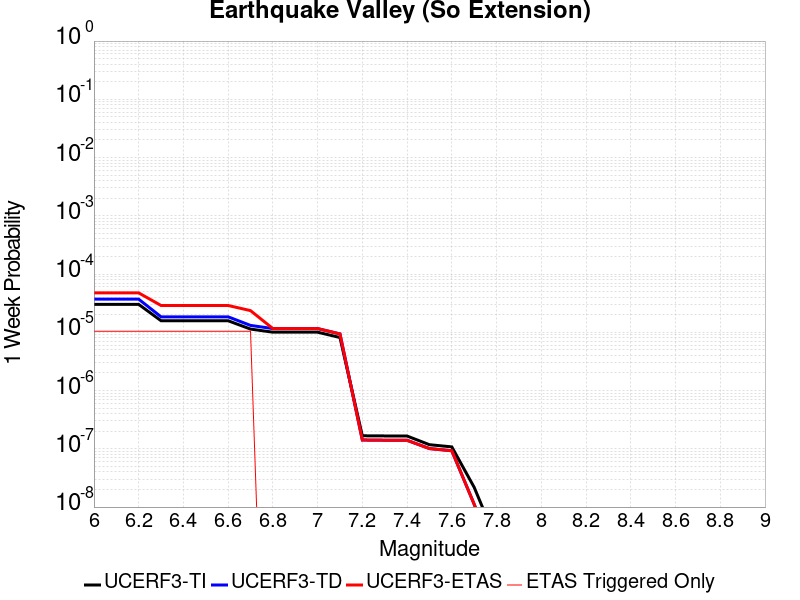 Earthquake Valley (So Extension)
10 0
10 -1
10 -2
10 -3
10 -4
10 -5
10 -6
10 -7
10 -8
1 Week Probability
6 6.2 6.4 6.6 6.8 7 7.2 7.4 7.6 7.8 8 8.2 8.4 8.6 8.8 9
Magnitude
UCERF3-TI UCERF3-TD UCERF3-ETAS ETAS Triggered Only